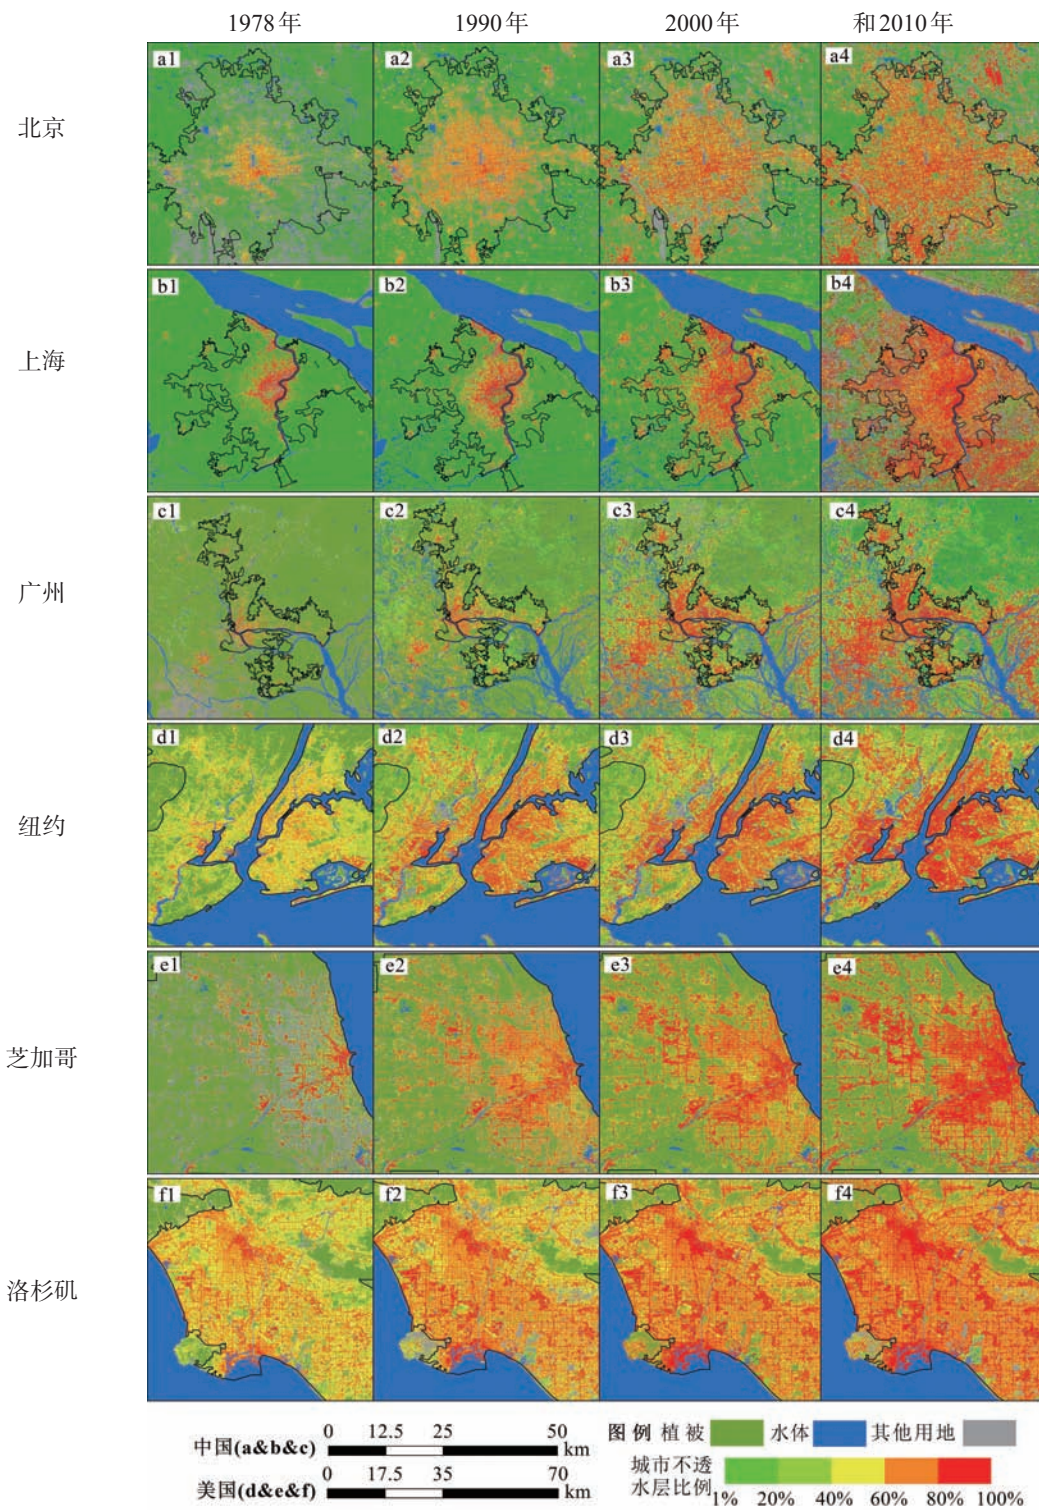 1978年 1990年 2000年 和2010年
北京
a1 a2 a3 a4
上海
b1 b2 b3 b4
广州
c1 c2 c3 c4
纽约
d1 d2 d3 d4
芝加哥
e1 e2 e3 e4
洛杉矶
f1 f2 f3 f4
0 12.5 25 50
中国(a&b&c) km
0 17.5 35 70
美国(d&e&f) km
图例 植被 水体 其他用地
城市不透
水层比例
1% 20% 40% 60% 80% 100%